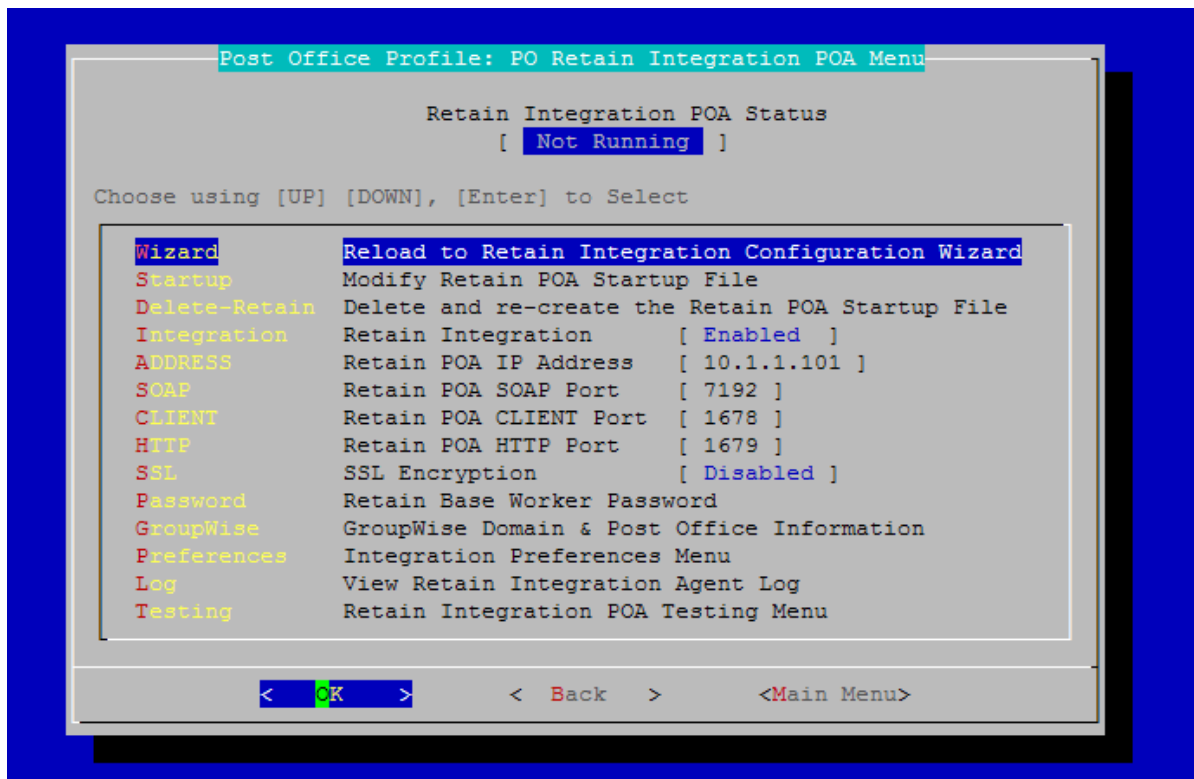 Post Office Profile: PO Retain Integration POA Menu
Retain Integration POA Status
[ Not Running ]
Choose using [UP] [DOWN], [Enter] to Select
Wizard Reload to Retain Integration Configuration Wizard
Startup Modify Retain POA Startup File
Delete-Retain Delete and re-create the Retain POA Startup File
Integration Retain Integration [ Enabled ]
ADDRESS Retain POA IP Address [ 10.1.1.101 ]
SOAP Retain POA SOAP Port [ 7192 ]
CLIENT Retain POA CLIENT Port [ 1678 ]
HTTP Retain POA HTTP Port [ 1679 ]
SSL SSL Encryption [ Disabled ]
Password Retain Base Worker Password
GroupWise GroupWise Domain & Post Office Information
Preferences Integration Preferences Menu
Log View Retain Integration Agent Log
Testing Retain Integration POA Testing Menu
< OK > < Back > <Main Menu>